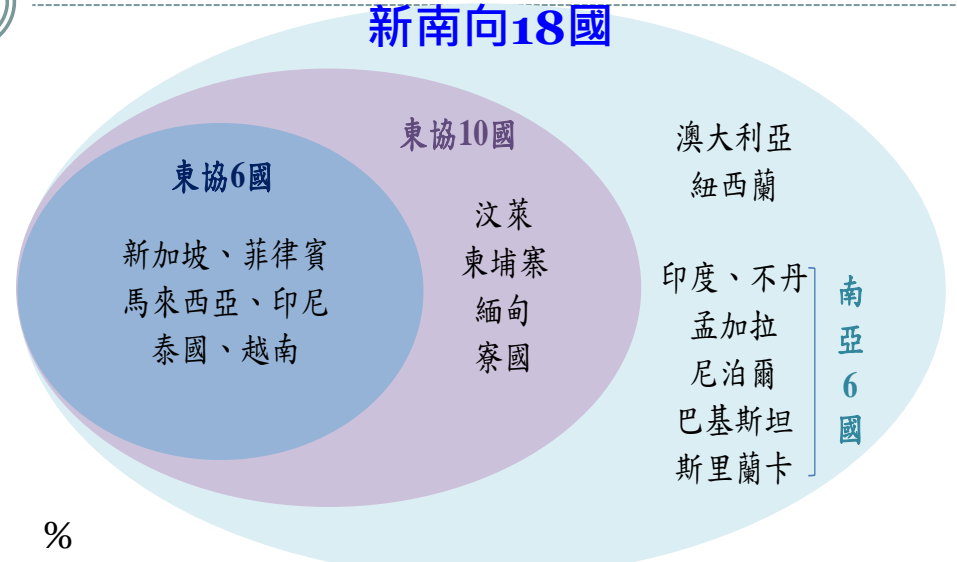 新南向18國
東協10國
東協6國
新加坡、菲律賓
馬來西亞、印尼
泰國、越南
汶萊
柬埔寨
緬甸
寮國
澳大利亞
紐西蘭
印度、不丹
孟加拉
尼泊爾
巴基斯坦
斯里蘭卡
南
亞
6
國
%